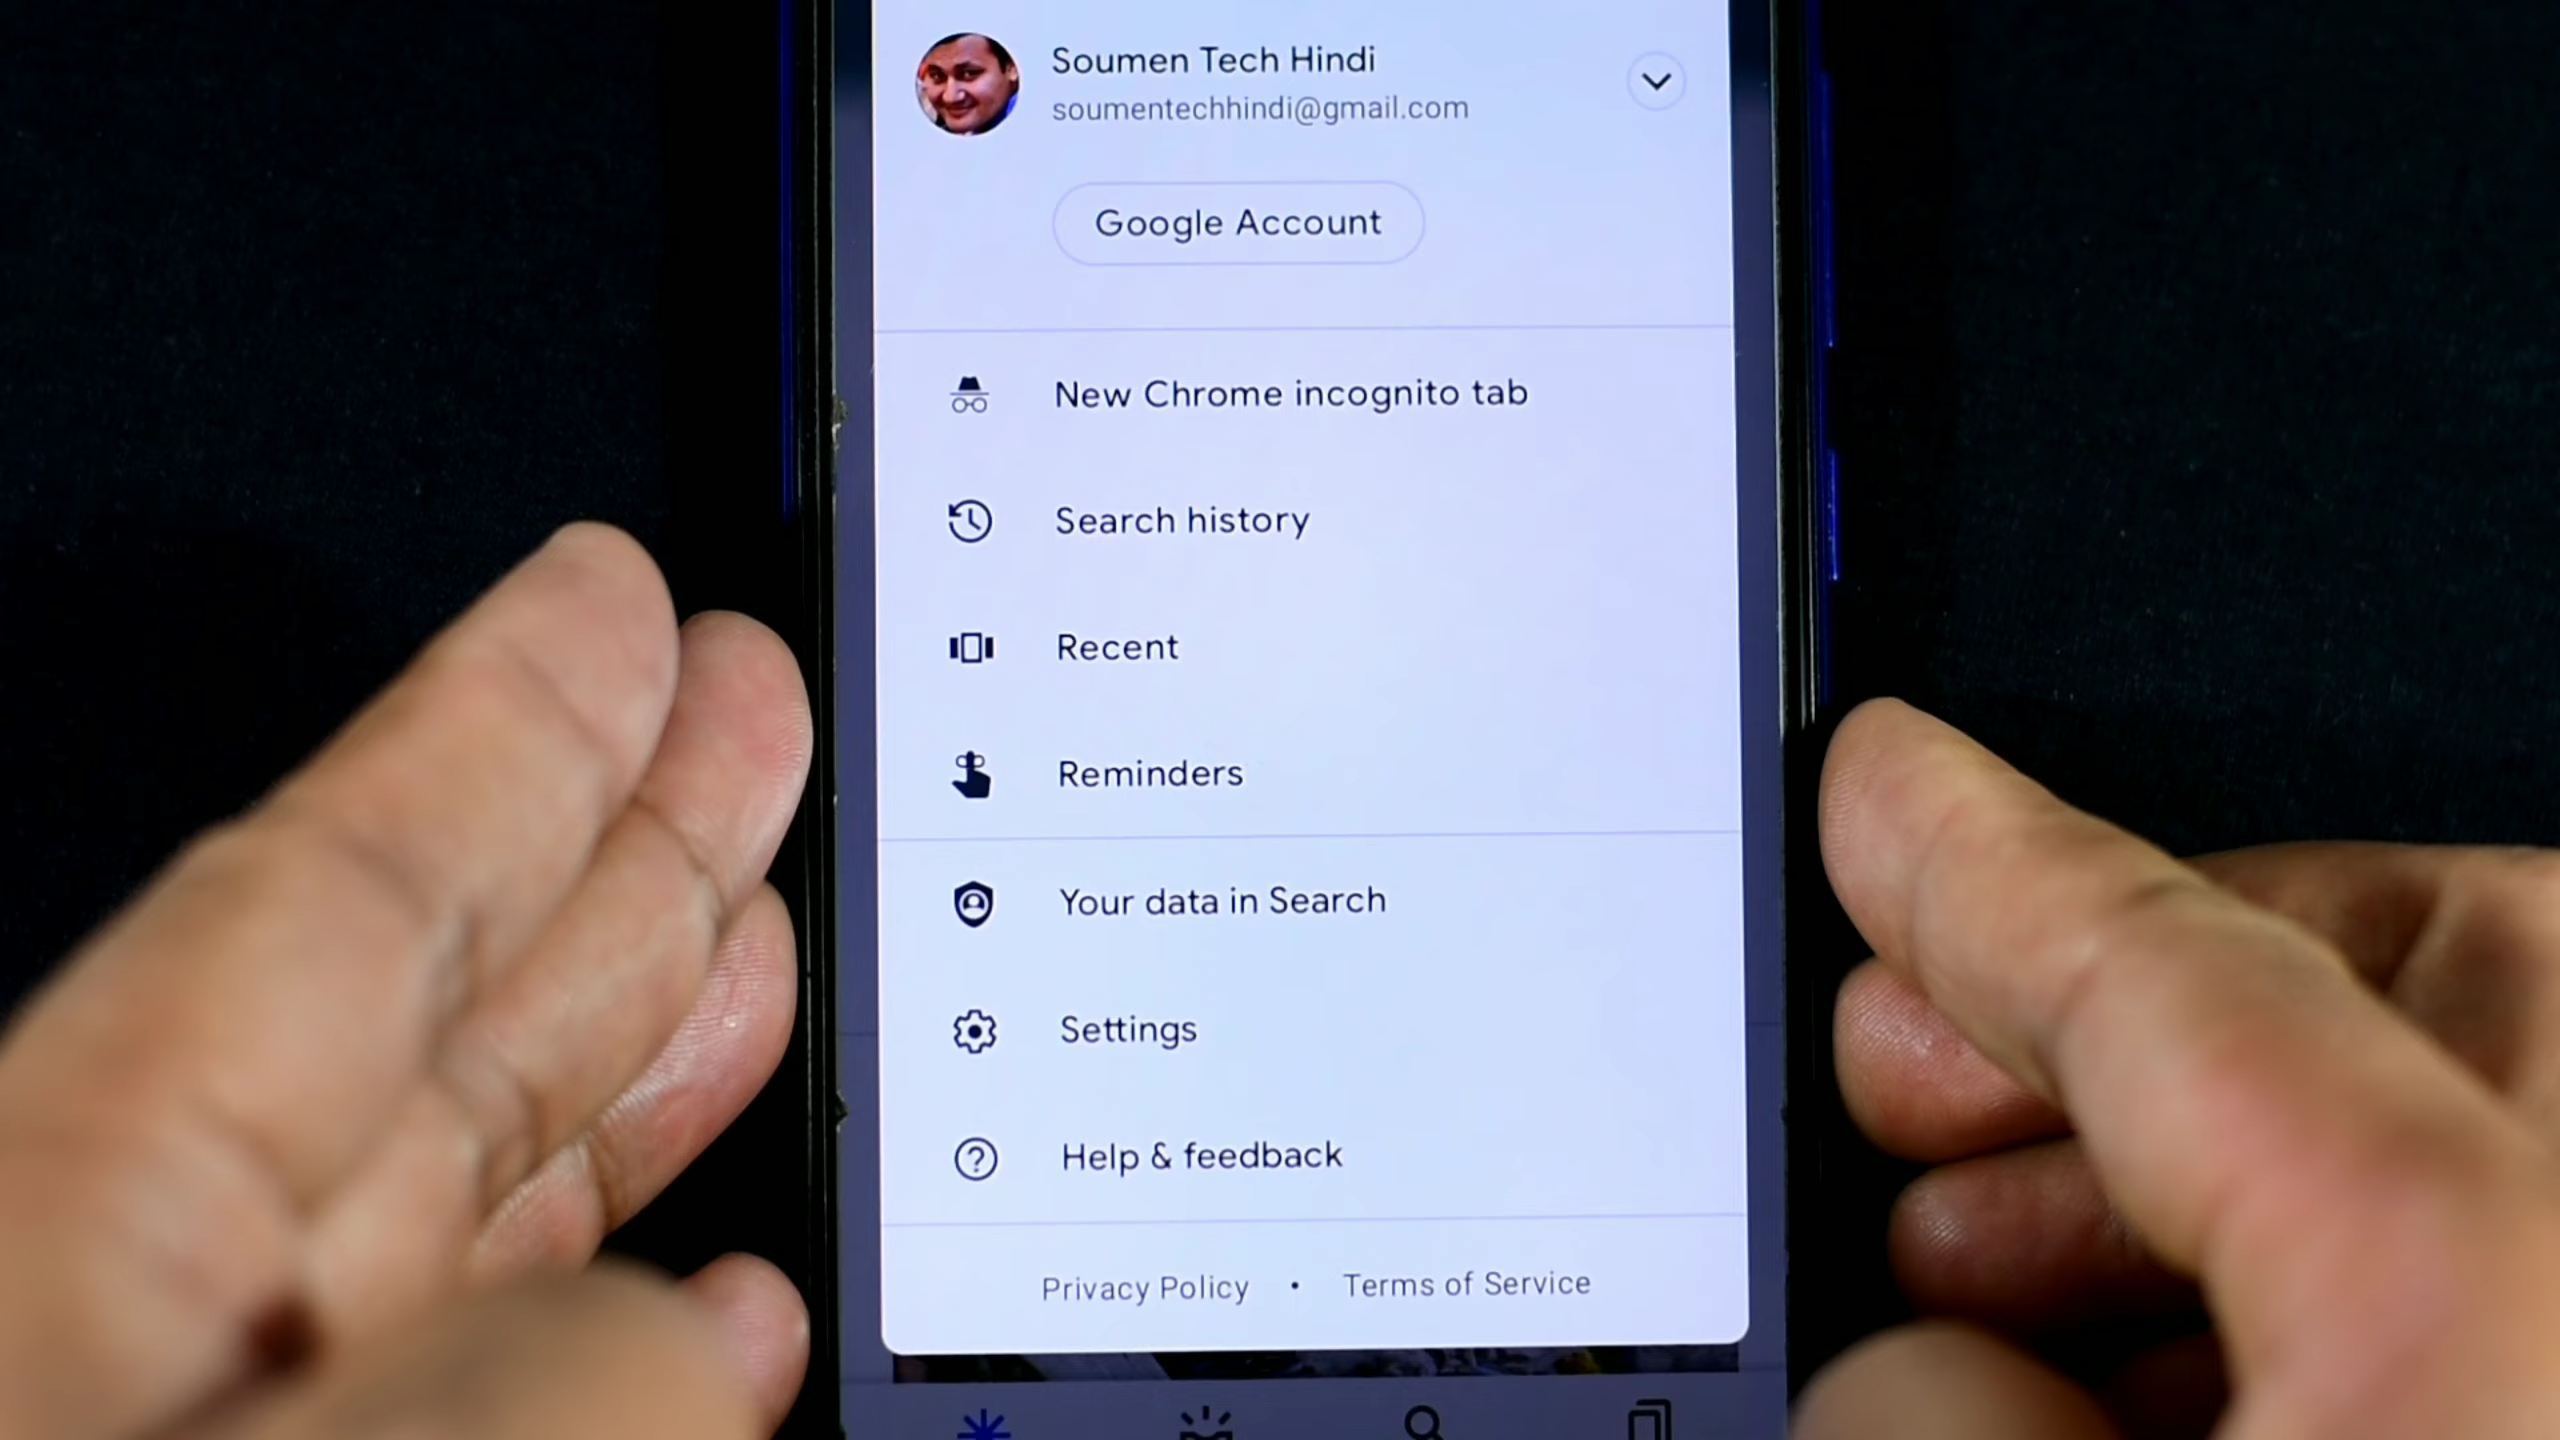 Soumen Tech Hindi
soumentechhindi@gmail.com
Google Account
New Chrome incognito tab
Search history
Recent
Reminders
Your data in Search
Settings
Help & feedback
Privacy Policy • Terms of Service